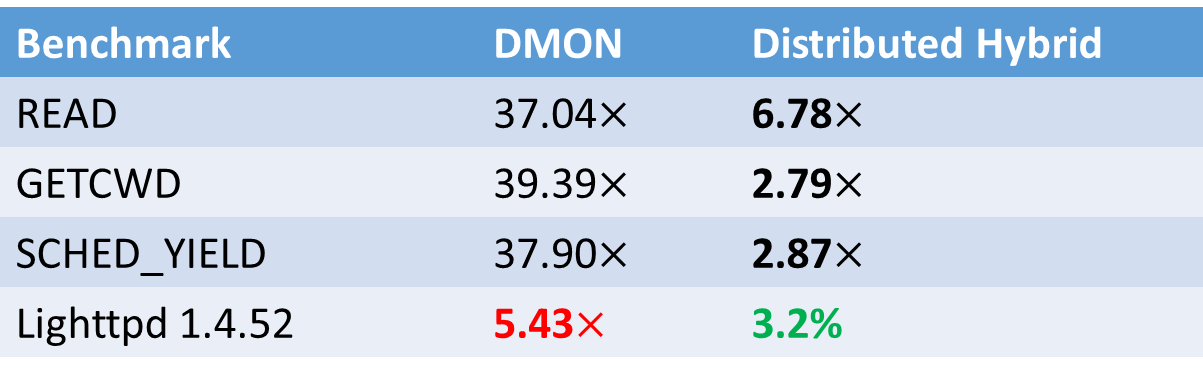 Benchmark DMON Distributed Hybrid
READ 37.04× 6.78×
GETCWD 39.39× 2.79×
SCHED_YIELD 37.90× 2.87×
Lighttpd 1.4.52 5.43× 3.2%